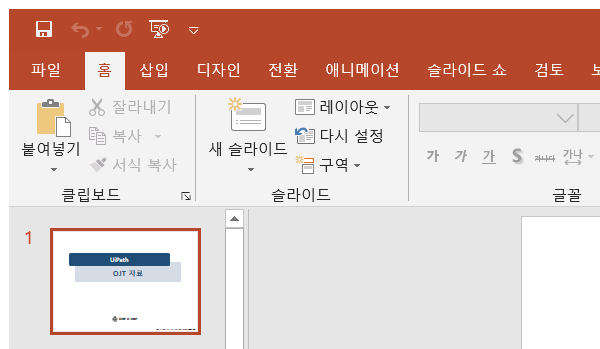 파일 홈 삽입 디자인 전환 애니메이션 슬라이드 쇼 검토
붙여넣기
잘라내기
복사
서식 복사
클립보드
새 슬라이드
레이아웃
다시 설정
구역
슬라이드
가 가 가 S 가나다 간나
글꼴
1
UiPath
OJT 자료